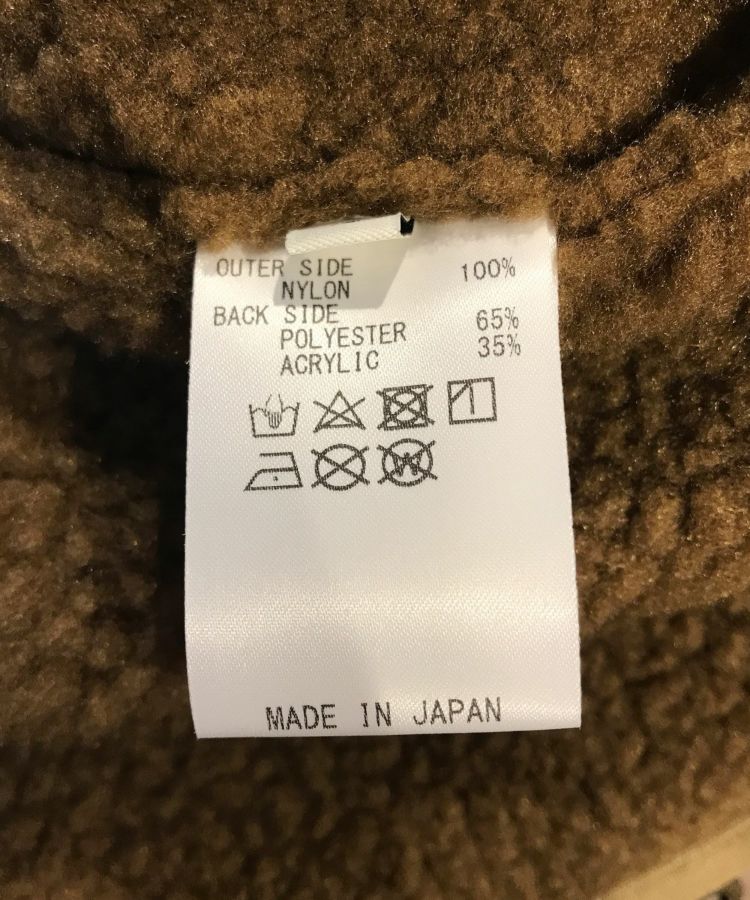 OUTER SIDE 100%
NYLON
BACK SIDE
POLYESTER 65%
ACRYLIC 35%
W
MADE IN JAPAN